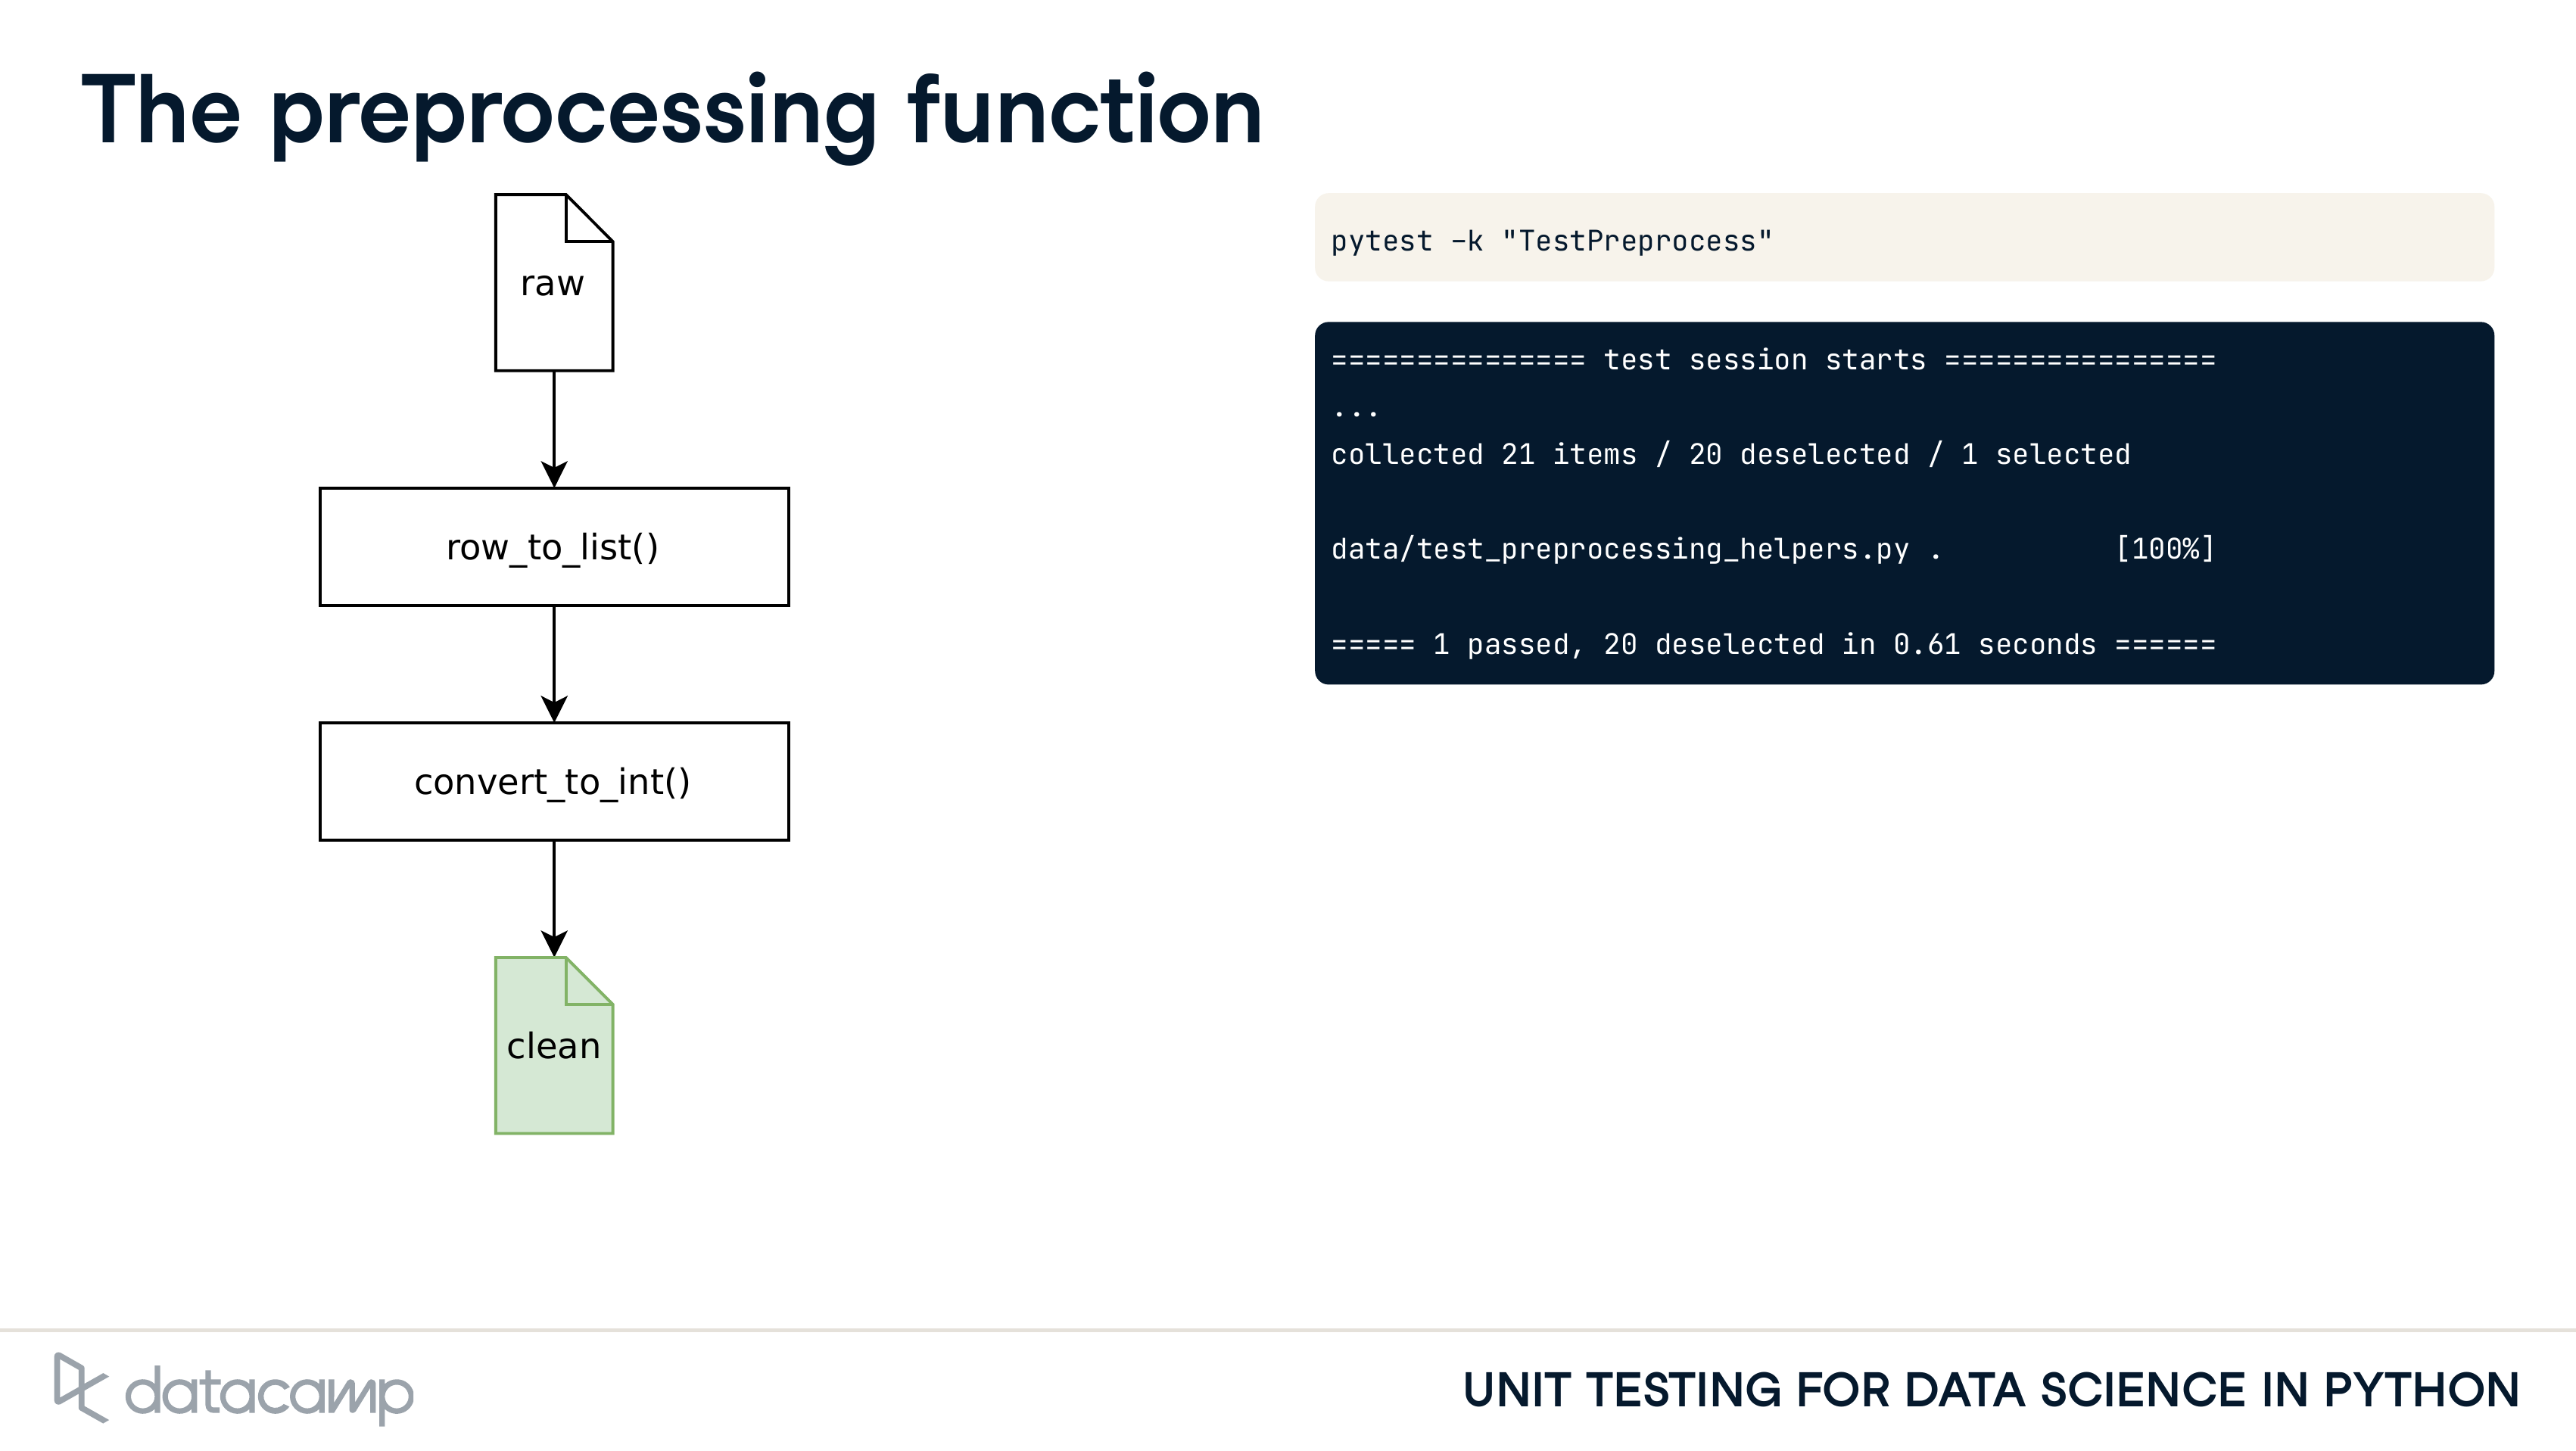 The preprocessing function
raw
row_to_list()
convert_to_int()
clean
pytest -k "TestPreprocess"
=============== test session starts ================
...
collected 21 items / 20 deselected / 1 selected
data/test_preprocessing_helpers.py .          [100%]
===== 1 passed, 20 deselected in 0.61 seconds ======
datacamp
UNIT TESTING FOR DATA SCIENCE IN PYTHON